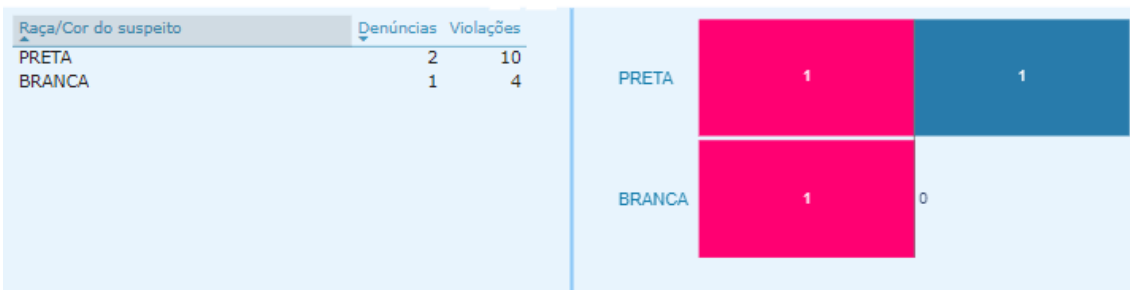 Raça/Cor do suspeito Denúncias Violações
PRETA 2 10
BRANCA 1 4
PRETA 1 1
BRANCA 1 0